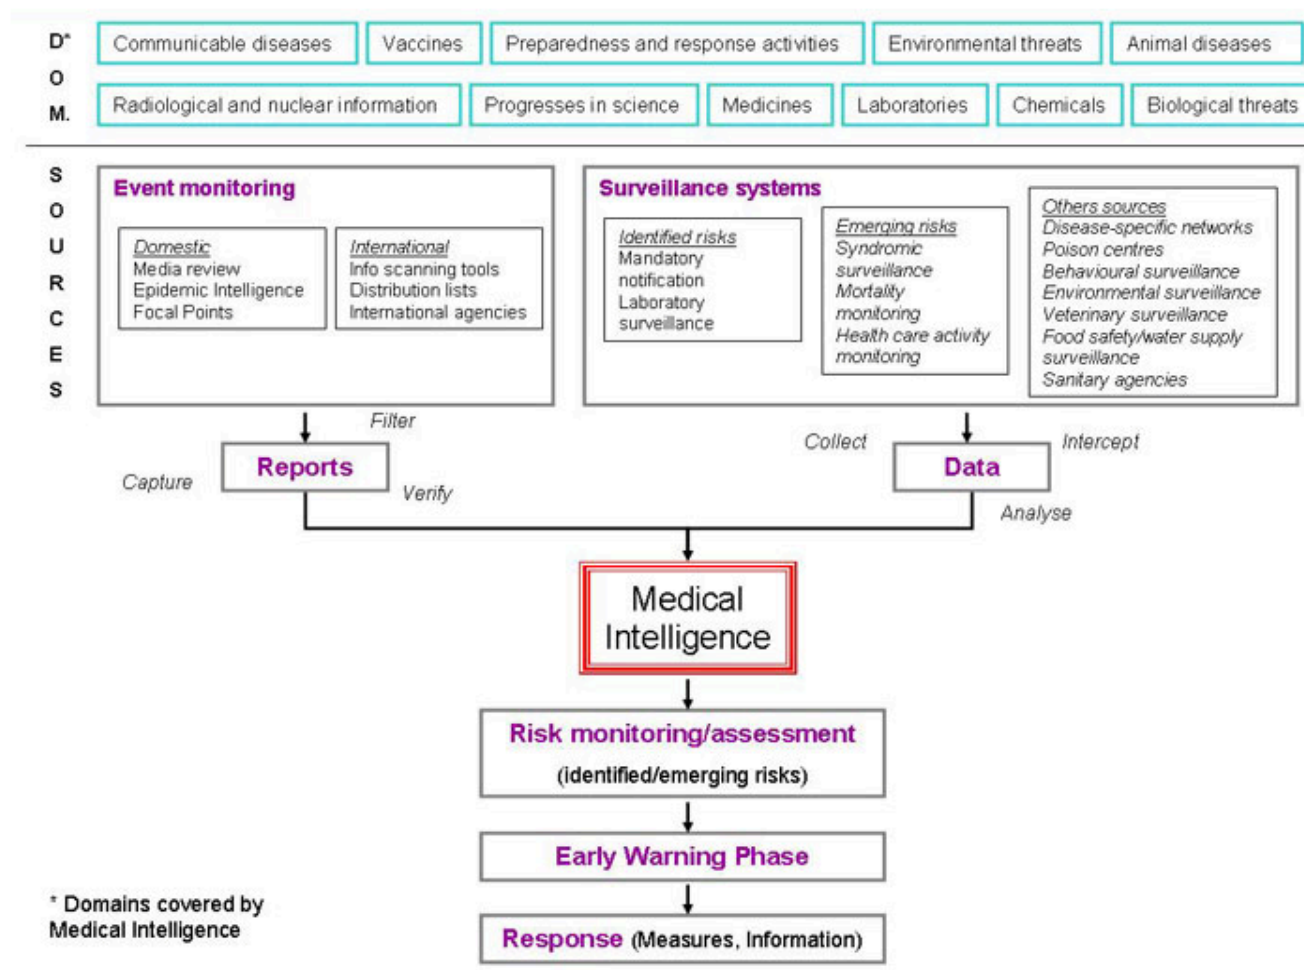 D*
O
M.
Communicable diseases
Vaccines
Preparedness and response activities
Environmental threats
Animal diseases
Radiological and nuclear information
Progresses in science
Medicines
Laboratories
Chemicals
Biological threats
S
O
U
R
C
E
S
Event monitoring
Domestic
Media review
Epidemic Intelligence
Focal Points
International
Info scanning tools
Distribution lists
International agencies
Surveillance systems
Identified risks
Mandatory
notification
Laboratory
surveillance
Emerging risks
Syndromic
surveillance
Mortality
monitoring
Health care activity
monitoring
Others sources
Disease-specific networks
Poison centres
Behavioural surveillance
Environmental surveillance
Veterinary surveillance
Food safety/water supply
surveillance
Sanitary agencies
Filter
Reports
Capture
Verify
Collect
Intercept
Data
Analyse
Medical
Intelligence
Risk monitoring/assessment
(identified/emerging risks)
Early Warning Phase
Response (Measures, Information)
* Domains covered by
Medical Intelligence